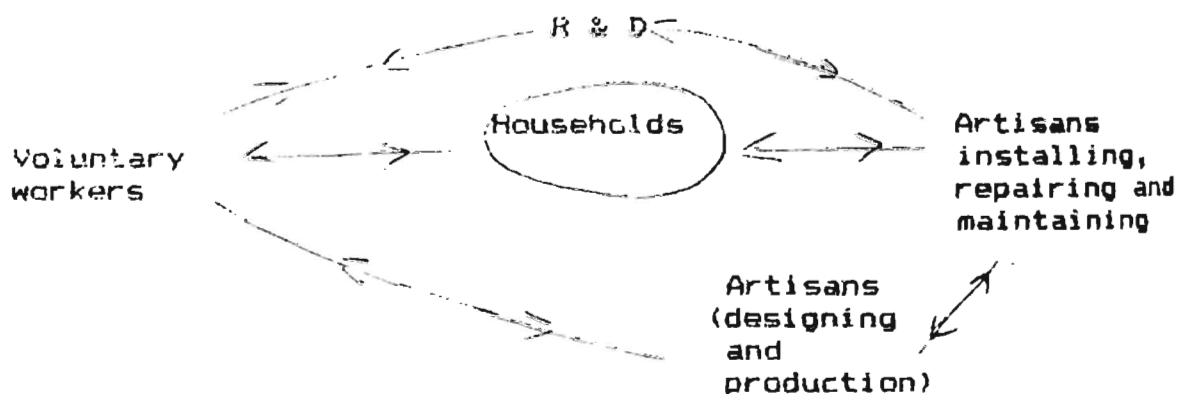 R & D
Households
Voluntary
workers
Artisans
installing,
repairing and
maintaining
Artisans
(designing
and
production)